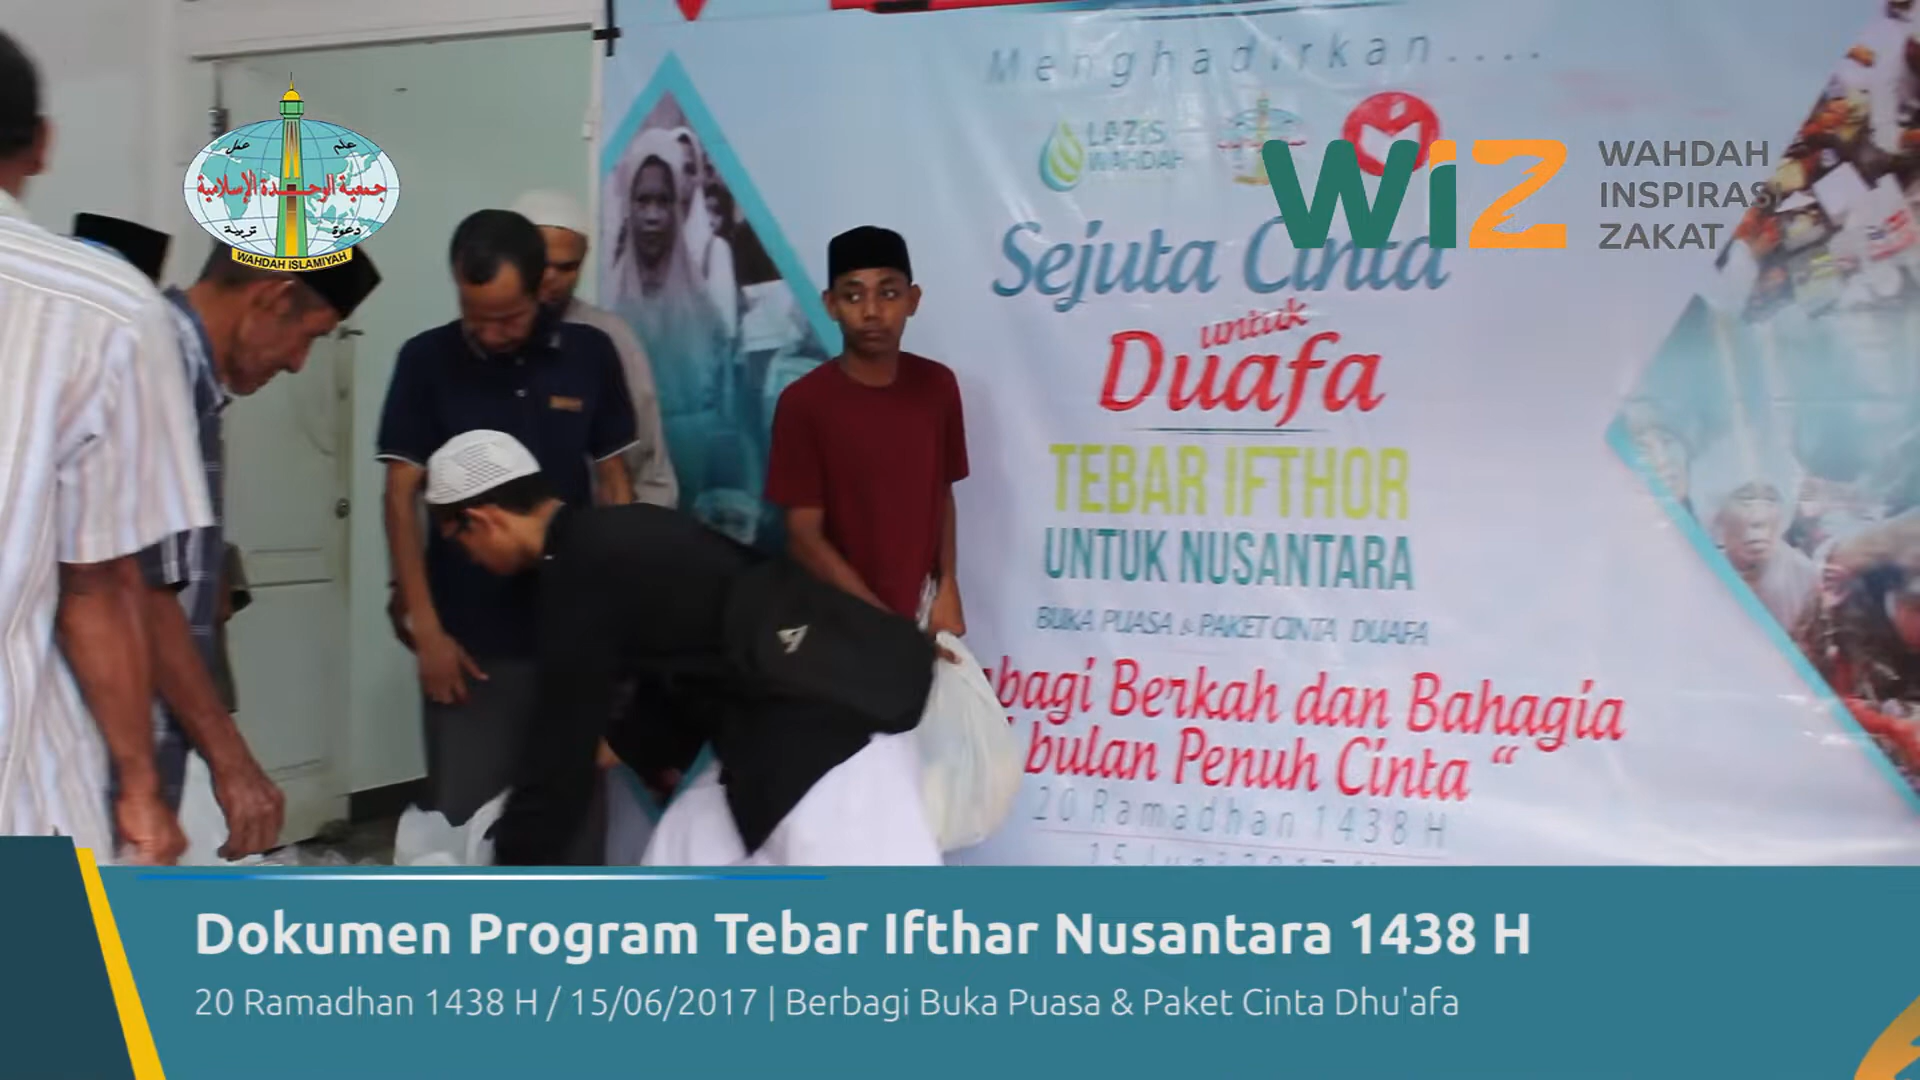 Menghadirkan....
LAZIS
WAHDAH
عمل
علم
جمعية الوحدة الإسلامية
تربية
دعوة
WAHDAH ISLAMIYAH
WiZ
WAHDAH
INSPIRASI
ZAKAT
Sejuta Cinta
untuk
Duafa
TEBAR IFTHOR
UNTUK NUSANTARA
BUKA PUASA & PAKET CINTA DUAFA
Berkah dan Bahagia
bulan Penuh Cinta “
20 Ramadhan 1438 H
Dokumen Program Tebar Ifthar Nusantara 1438 H
20 Ramadhan 1438 H / 15/06/2017 | Berbagi Buka Puasa & Paket Cinta Dhu'afa